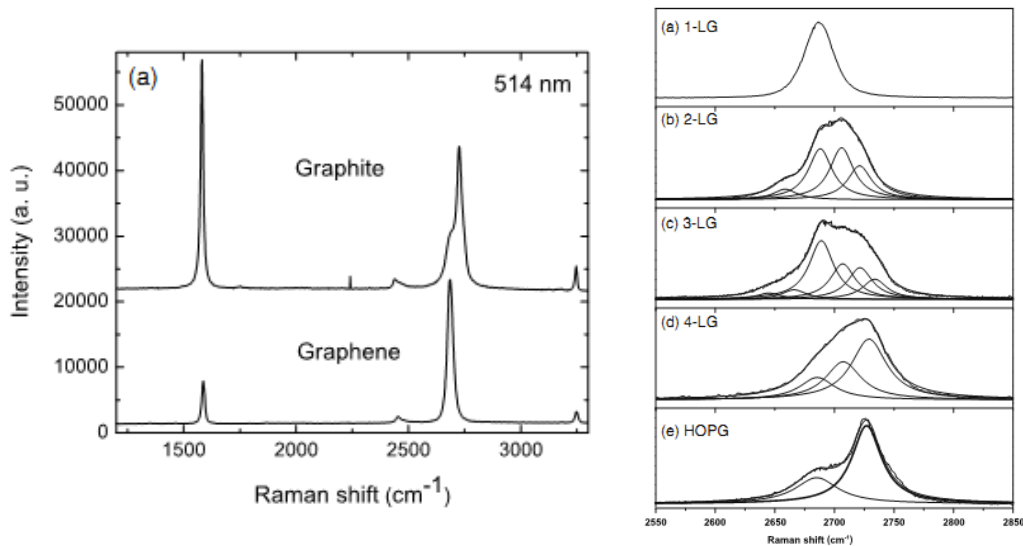 (a)
514 nm
Graphite
Graphene
Intensity (a. u.)
50000
40000
30000
20000
10000
0
1500
2000
2500
3000
Raman shift (cm⁻¹)
(a) 1-LG
(b) 2-LG
(c) 3-LG
(d) 4-LG
(e) HOPG
2550
2600
2650
2700
2750
2800
2850
Raman shift (cm⁻¹)